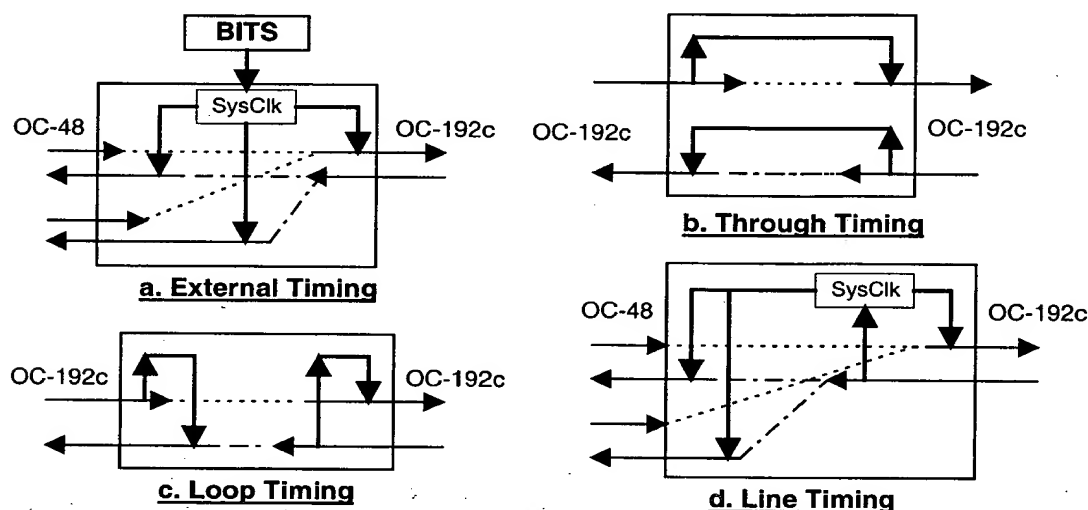 BITS
SysClk
OC-48
OC-192c
a. External Timing
OC-192c
OC-192c
b. Through Timing
OC-192c
OC-192c
c. Loop Timing
SysClk
OC-48
OC-192c
d. Line Timing